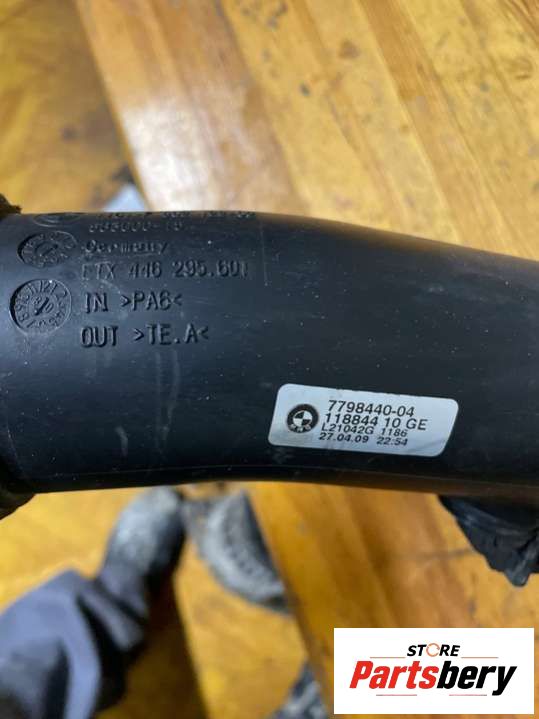 Germany
ETX 446 295.601
IN >PA6<
OUT >TE.A<
7798440-04
118844 10 GE
L21042G 1186
27.04.09 22:54
STORE
Partsbery